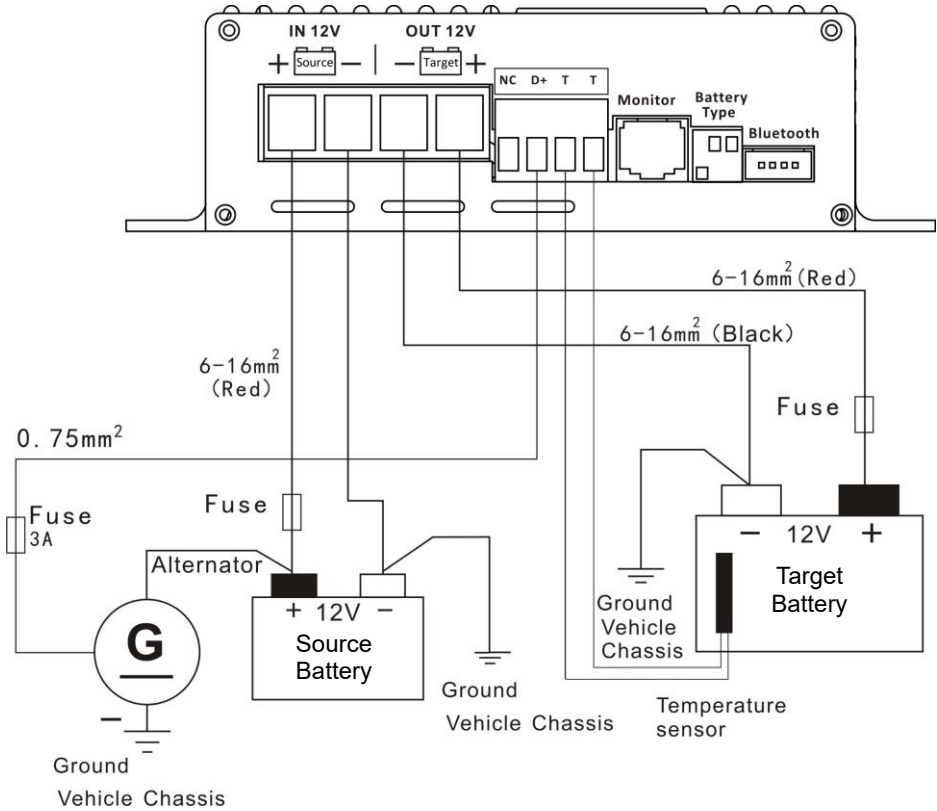 IN 12V
OUT 12V
+ Source − | − Target +
NC D+ T T
Monitor
Battery
Type
Bluetooth
6-16mm² (Red)
6-16mm² (Black)
6-16mm²
(Red)
0.75mm²
Fuse
Fuse
Fuse
3A
Alternator
− 12V +
Target
Battery
+ 12V −
Source
Battery
G
−
Ground
Vehicle
Chassis
Ground
Vehicle Chassis
Temperature
sensor
Ground
Vehicle Chassis